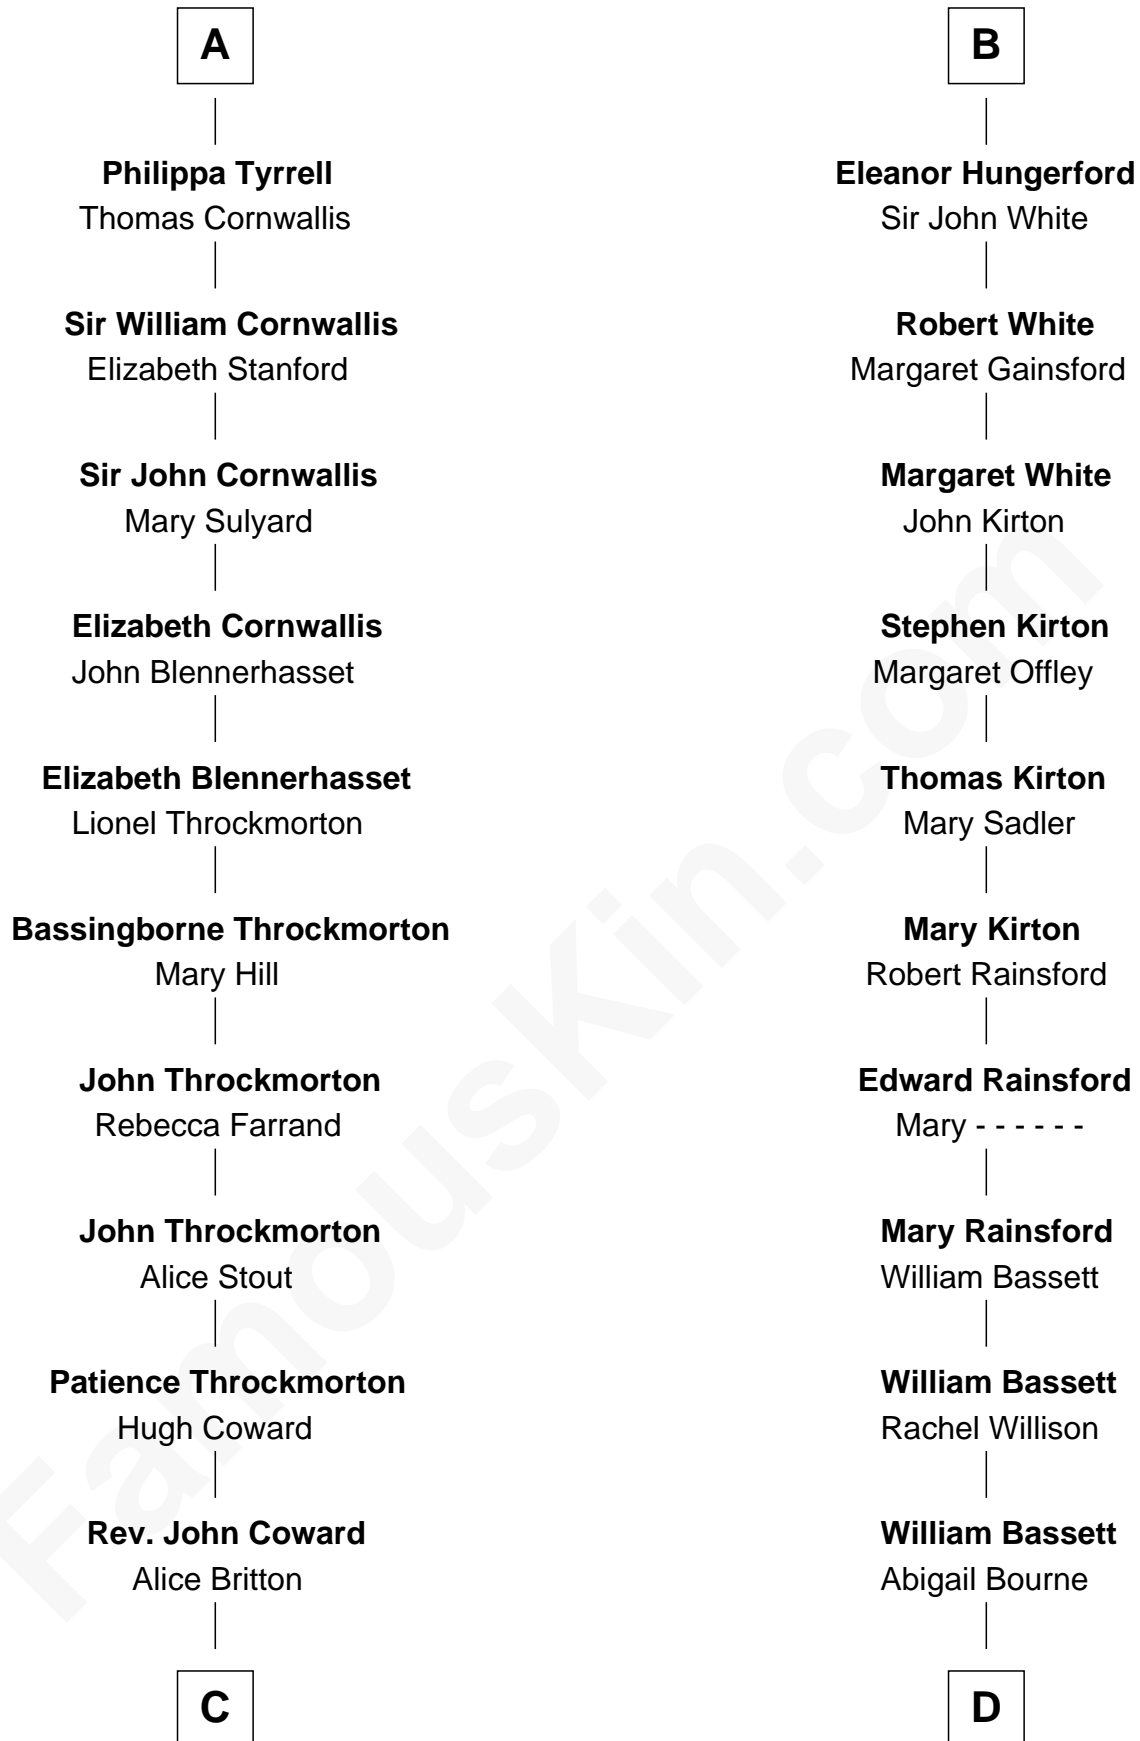 A
Philippa Tyrrell
Thomas Cornwallis
Sir William Cornwallis
Elizabeth Stanford
Sir John Cornwallis
Mary Sulyard
Elizabeth Cornwallis
John Blennerhasset
Elizabeth Blennerhasset
Lionel Throckmorton
Bassingborne Throckmorton
Mary Hill
John Throckmorton
Rebecca Farrand
John Throckmorton
Alice Stout
Patience Throckmorton
Hugh Coward
Rev. John Coward
Alice Britton
C
B
Eleanor Hungerford
Sir John White
Robert White
Margaret Gainsford
Margaret White
John Kirton
Stephen Kirton
Margaret Offley
Thomas Kirton
Mary Sadler
Mary Kirton
Robert Rainsford
Edward Rainsford
Mary - - - - - -
Mary Rainsford
William Bassett
William Bassett
Rachel Willison
William Bassett
Abigail Bourne
D
FamousKin.com